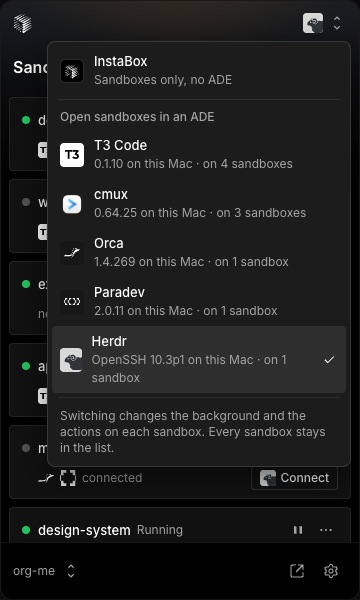 Sand
InstaBox
Sandboxes only, no ADE
Open sandboxes in an ADE
T3
T3 Code
0.1.10 on this Mac · on 4 sandboxes
cmux
0.64.25 on this Mac · on 3 sandboxes
Orca
1.4.269 on this Mac · on 1 sandbox
Paradev
2.0.11 on this Mac · on 1 sandbox
Herdr
OpenSSH 10.3p1 on this Mac · on 1
sandbox
Switching changes the background and the
actions on each sandbox. Every sandbox stays
in the list.
connected
Connect
design-system Running
org-me